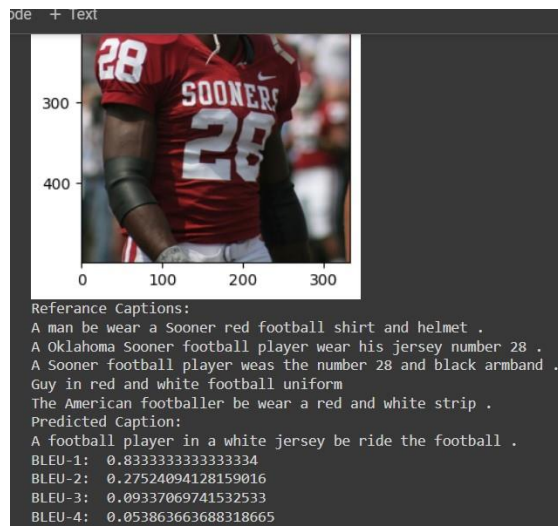 ode + Text
28
SOONERS
28
300
400
0 100 200 300
Referance Captions:
A man be wear a Sooner red football shirt and helmet .
A Oklahoma Sooner football player wear his jersey number 28 .
A Sooner football player weas the number 28 and black armband .
Guy in red and white football uniform
The American footballer be wear a red and white strip .
Predicted Caption:
A football player in a white jersey be ride the football .
BLEU-1: 0.8333333333333334
BLEU-2: 0.27524094128159016
BLEU-3: 0.09337069741532533
BLEU-4: 0.053863663688318665